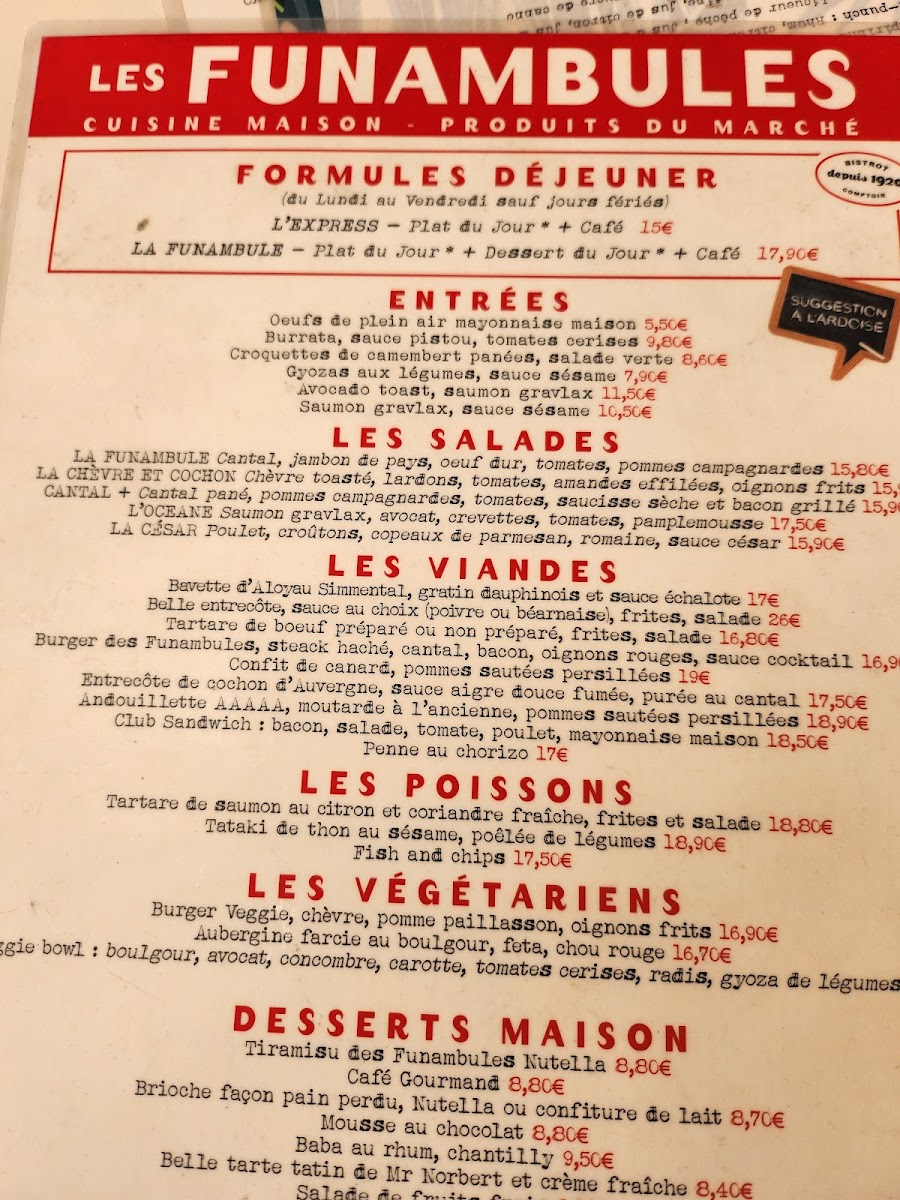 LES FUNAMBULES
CUISINE MAISON - PRODUITS DU MARCHÉ
FORMULES DÉJEUNER
(du Lundi au Vendredi sauf jours fériés)
L'EXPRESS – Plat du Jour * + Café 15€
LA FUNAMBULE – Plat du Jour * + Dessert du Jour * + Café 17,90€
BISTROT
depuis 1920
COMPTOIR
SUGGESTION
A L'ARDOISE
ENTRÉES
Oeufs de plein air mayonnaise maison 5,50€
Burrata, sauce pistou, tomates cerises 9,80€
Croquettes de camembert panées, salade verte 8,60€
Gyozas aux légumes, sauce sésame 7,90€
Avocado toast, saumon gravlax 11,50€
Saumon gravlax, sauce sésame 10,50€
LES SALADES
LA FUNAMBULE Cantal, jambon de pays, oeuf dur, tomates, pommes campagnardes 15,80€
LA CHÈVRE ET COCHON Chèvre toasté, lardons, tomates, amandes effilées, oignons frits 15,
CANTAL + Cantal pané, pommes campagnardes, tomates, saucisse sèche et bacon grillé 15,90
L'OCEANE Saumon gravlax, avocat, crevettes, tomates, pamplemousse 17,50€
LA CÉSAR Poulet, croûtons, copeaux de parmesan, romaine, sauce césar 15,90€
LES VIANDES
Bavette d'Aloyau Simmental, gratin dauphinois et sauce échalote 17€
Belle entrecôte, sauce au choix (poivre ou béarnaise), frites, salade 26€
Tartare de boeuf préparé ou non préparé, frites, salade 16,80€
Burger des Funambules, steack haché, cantal, bacon, oignons rouges, sauce cocktail 16,90
Confit de canard, pommes sautées persillées 19€
Entrecôte de cochon d'Auvergne, sauce aigre douce fumée, purée au cantal 17,50€
Andouillette AAAAA, moutarde à l'ancienne, pommes sautées persillées 18,90€
Club Sandwich : bacon, salade, tomate, poulet, mayonnaise maison 18,50€
Penne au chorizo 17€
LES POISSONS
Tartare de saumon au citron et coriandre fraîche, frites et salade 18,80€
Tataki de thon au sésame, poêlée de légumes 18,90€
Fish and chips 17,50€
LES VÉGÉTARIENS
Burger Veggie, chèvre, pomme paillasson, oignons frits 16,90€
Aubergine farcie au boulgour, feta, chou rouge 16,70€
ggie bowl : boulgour, avocat, concombre, carotte, tomates cerises, radis, gyoza de légumes
DESSERTS MAISON
Tiramisu des Funambules Nutella 8,80€
Café Gourmand 8,80€
Brioche façon pain perdu, Nutella ou confiture de lait 8,70€
Mousse au chocolat 8,80€
Baba au rhum, chantilly 9,50€
Belle tarte tatin de Mr Norbert et crème fraîche 8,40€
Salade de fruits